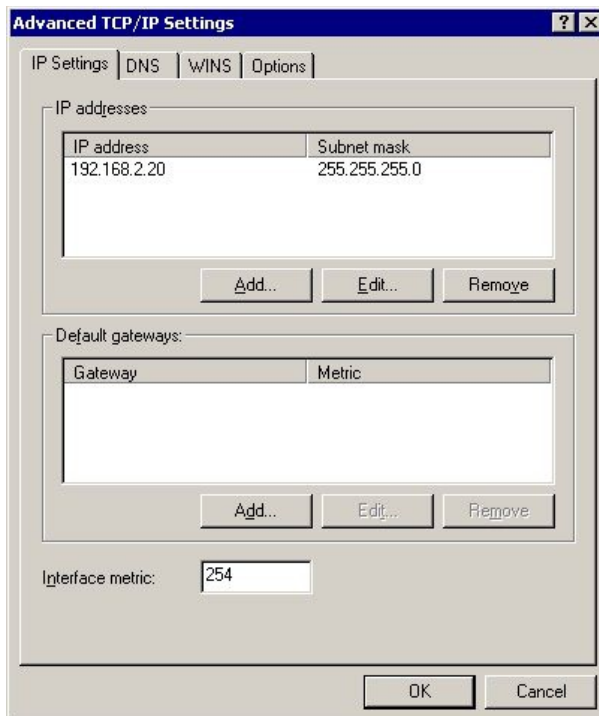 Advanced TCP/IP Settings
IP Settings DNS WINS Options
IP addresses
IP address Subnet mask
192.168.2.20 255.255.255.0
Add... Edit... Remove
Default gateways:
Gateway Metric
Add... Edit... Remove
Interface metric: 254
OK Cancel